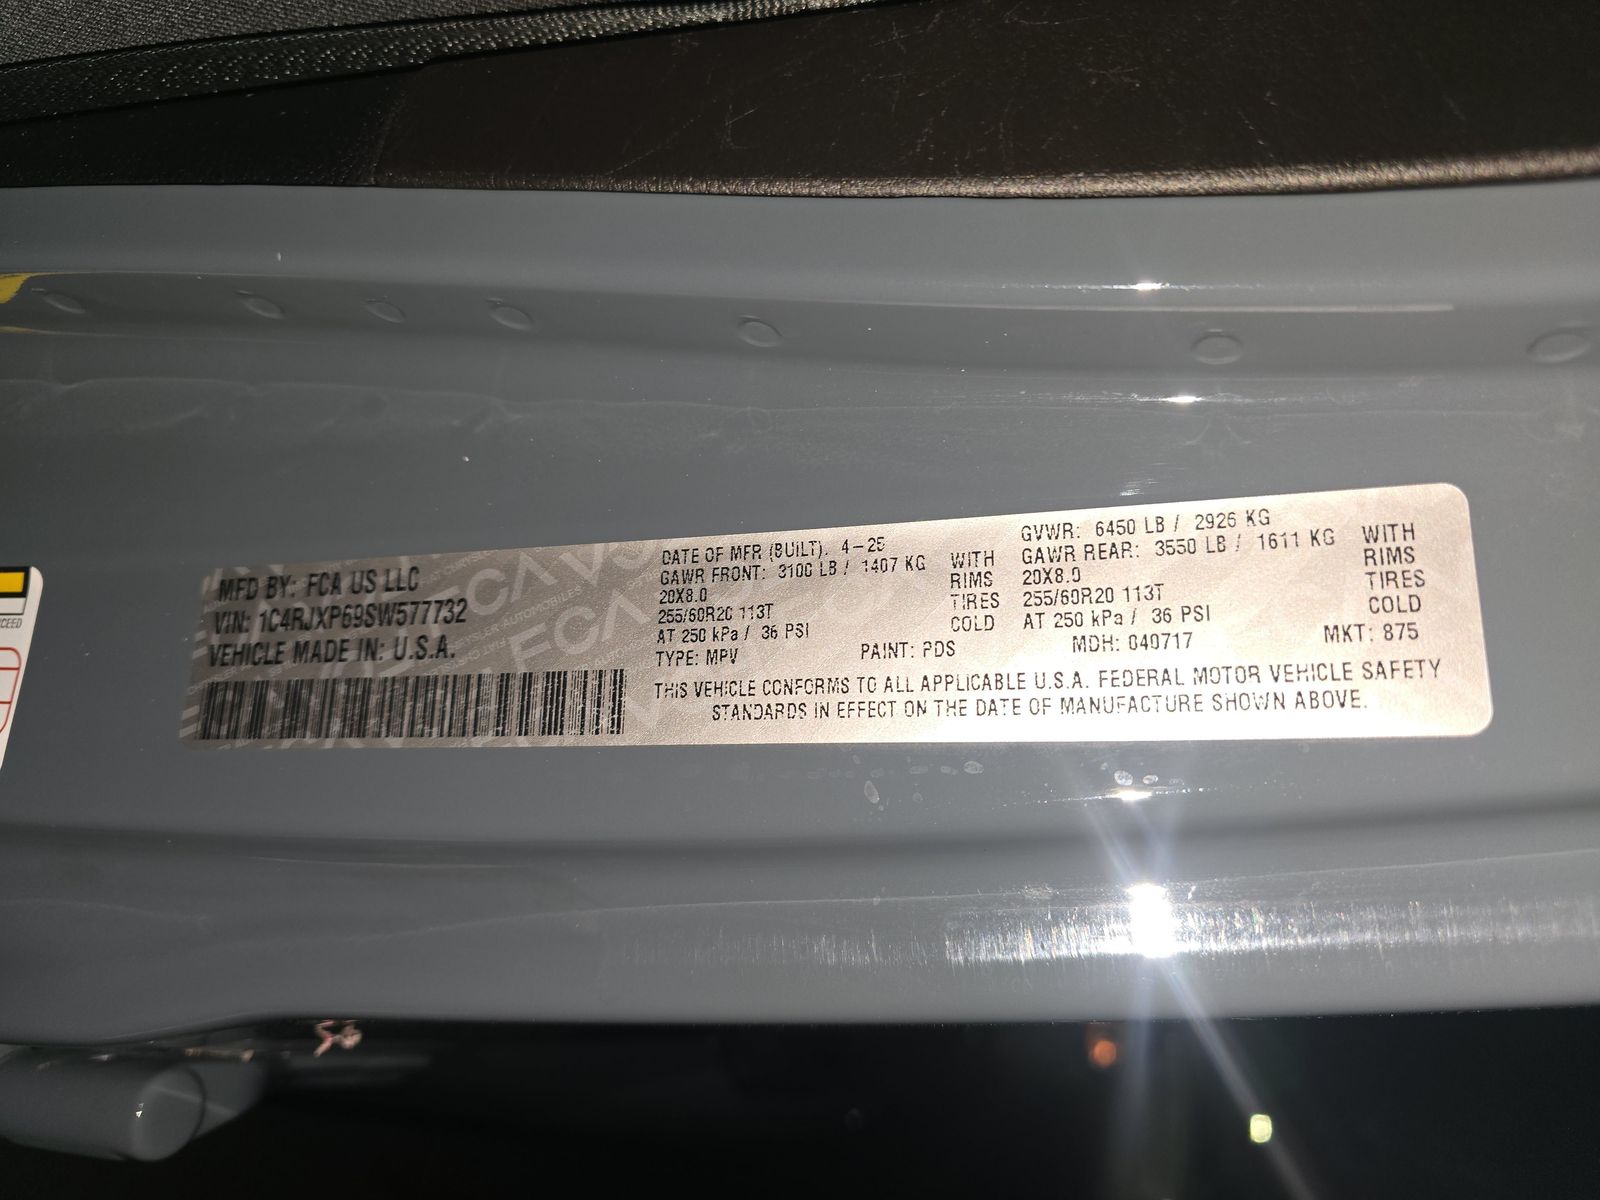 MFD BY: FCA US LLC
VIN: 1C4RJXP69SW577732
VEHICLE MADE IN: U.S.A.
DATE OF MFR (BUILT). 4-25
GAWR FRONT: 3100 LB / 1407 KG WITH
20X8.0 RIMS
255/60R20 113T TIRES
AT 250 kPa / 36 PSI COLD
GVWR: 6450 LB / 2926 KG
GAWR REAR: 3550 LB / 1611 KG WITH
20X8.0 RIMS
255/60R20 113T TIRES
AT 250 kPa / 36 PSI COLD
TYPE: MPV PAINT: PDS MDH: 040717 MKT: 875
THIS VEHICLE CONFORMS TO ALL APPLICABLE U.S.A. FEDERAL MOTOR VEHICLE SAFETY
STANDARDS IN EFFECT ON THE DATE OF MANUFACTURE SHOWN ABOVE.